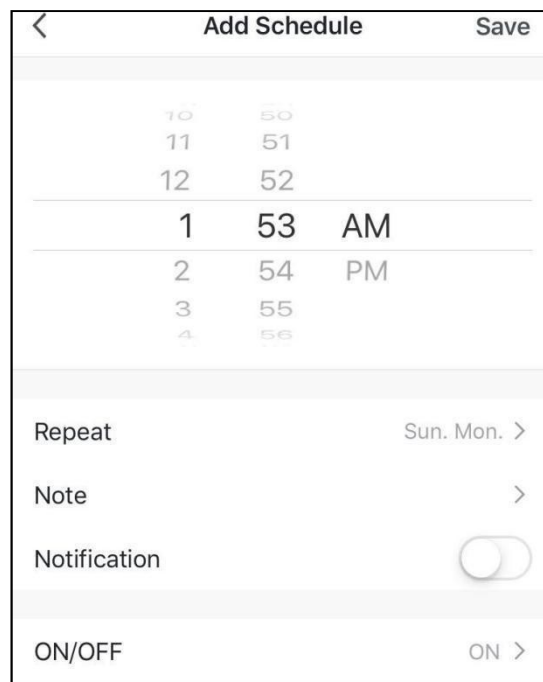 Add Schedule Save
10 50
11 51
12 52
1 53 AM
2 54 PM
3 55
4 56
Repeat Sun. Mon.
Note
Notification
ON/OFF ON